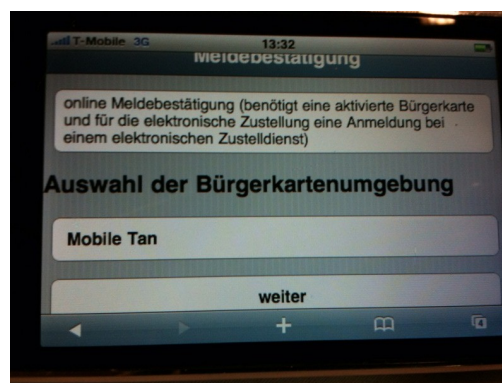 T-Mobile 3G 13:32
Meldebestätigung
online Meldebestätigung (benötigt eine aktivierte Bürgerkarte
und für die elektronische Zustellung eine Anmeldung bei
einem elektronischen Zustelldienst)
Auswahl der Bürgerkartenumgebung
Mobile Tan
weiter
4